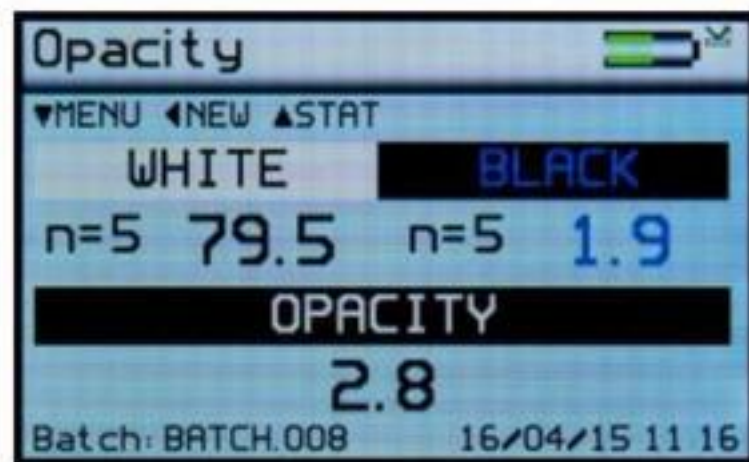 Opacity
▼MENU ◀NEW ▲STAT
WHITE BLACK
n=5 79.5 n=5 1.9
OPACITY
2.8
Batch: BATCH.008 16/04/15 11 16